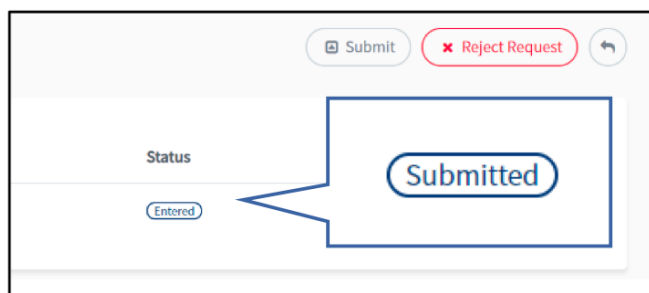 Submit
Reject Request
Status
Submitted
Entered